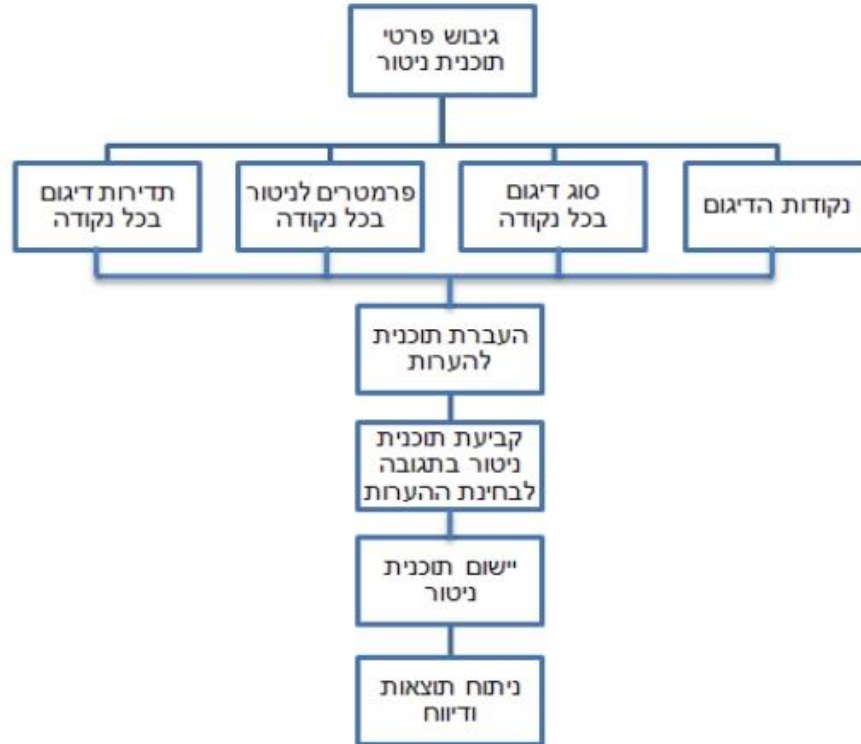 גיבוש פרטי
תוכנית ניטור
נקודות הדיגום
סוג דיגום
בכל נקודה
פרמטרים לניטור
בכל נקודה
תדירות דיגום
בכל נקודה
העברת תוכנית
להערות
קביעת תוכנית
ניטור בתגובה
לבחינת ההערות
יישום תוכנית
ניטור
ניתוח תוצאות
ודיווח